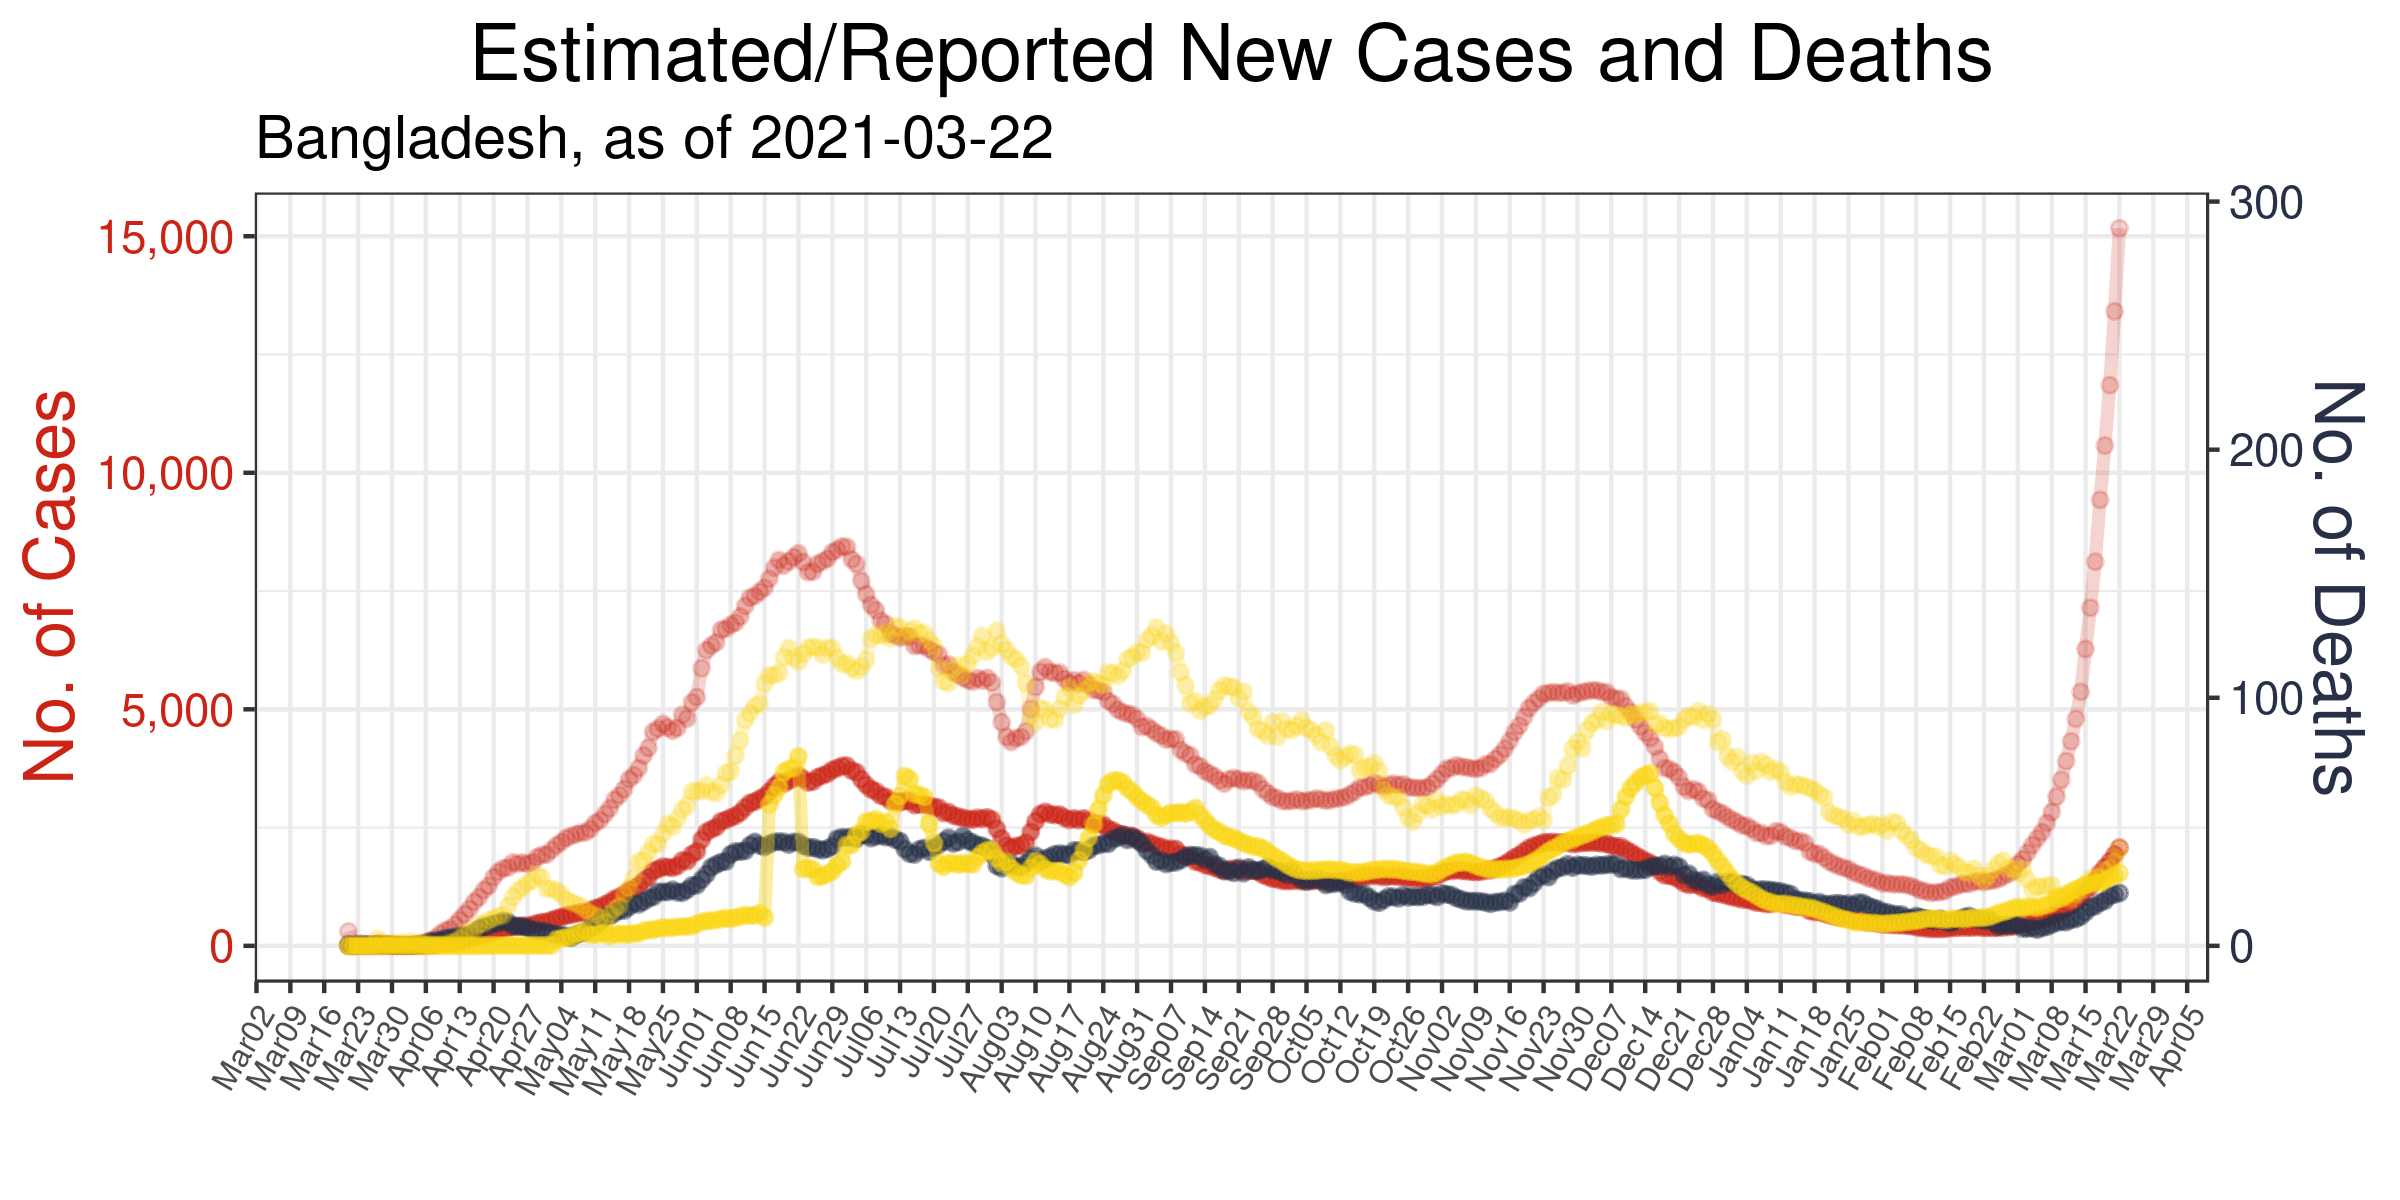 Estimated/Reported New Cases and Deaths
Bangladesh, as of 2021-03-22
No. of Cases
15,000
10,000
5,000
0
300
200
100
0
No. of Deaths
Mar02
Mar09
Mar16
Mar23
Mar30
Apr06
Apr13
Apr20
Apr27
May04
May11
May18
May25
Jun01
Jun08
Jun15
Jun22
Jun29
Jul06
Jul13
Jul20
Jul27
Aug03
Aug10
Aug17
Aug24
Aug31
Sep07
Sep14
Sep21
Sep28
Oct05
Oct12
Oct19
Oct26
Nov02
Nov09
Nov16
Nov23
Nov30
Dec07
Dec14
Dec21
Dec28
Jan04
Jan11
Jan18
Jan25
Feb01
Feb08
Feb15
Feb22
Mar01
Mar08
Mar15
Mar22
Mar29
Apr05